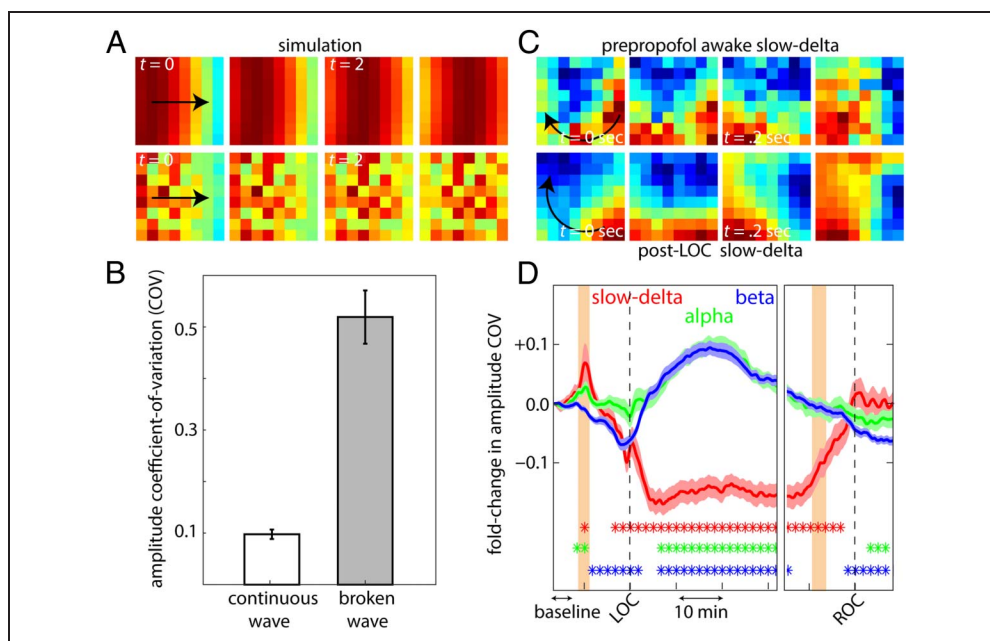 A
simulation
t = 0
t = 2
t = 0
t = 2
B
amplitude coefficient-of-variation (COV)
0.5
0.3
0.1
continuous wave
broken wave
C
prepropofol awake slow-delta
t = 0 sec
t = .2 sec
t = 0 sec
t = .2 sec
post-LOC slow-delta
D
slow-delta
beta
alpha
fold-change in amplitude COV
+0.1
0.0
−0.1
baseline
LOC
10 min
ROC